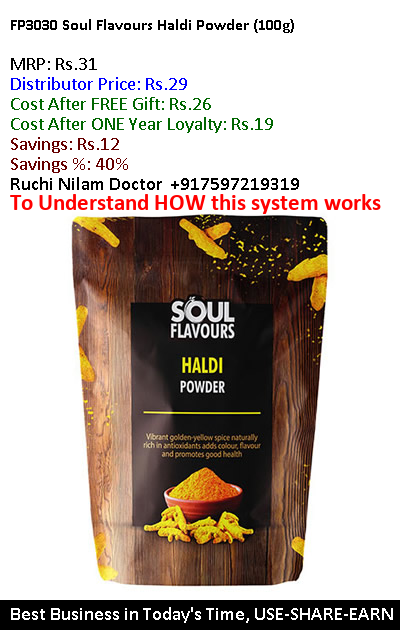 FP3030 Soul Flavours Haldi Powder (100g)
MRP: Rs.31
Distributor Price: Rs.29
Cost After FREE Gift: Rs.26
Cost After ONE Year Loyalty: Rs.19
Savings: Rs.12
Savings %: 40%
Ruchi Nilam Doctor +917597219319
To Understand HOW this system works
SOUL
FLAVOURS
HALDI
POWDER
Vibrant golden-yellow spice naturally
rich in antioxidants adds colour, flavour
and promotes good health
Best Business in Today's Time, USE-SHARE-EARN